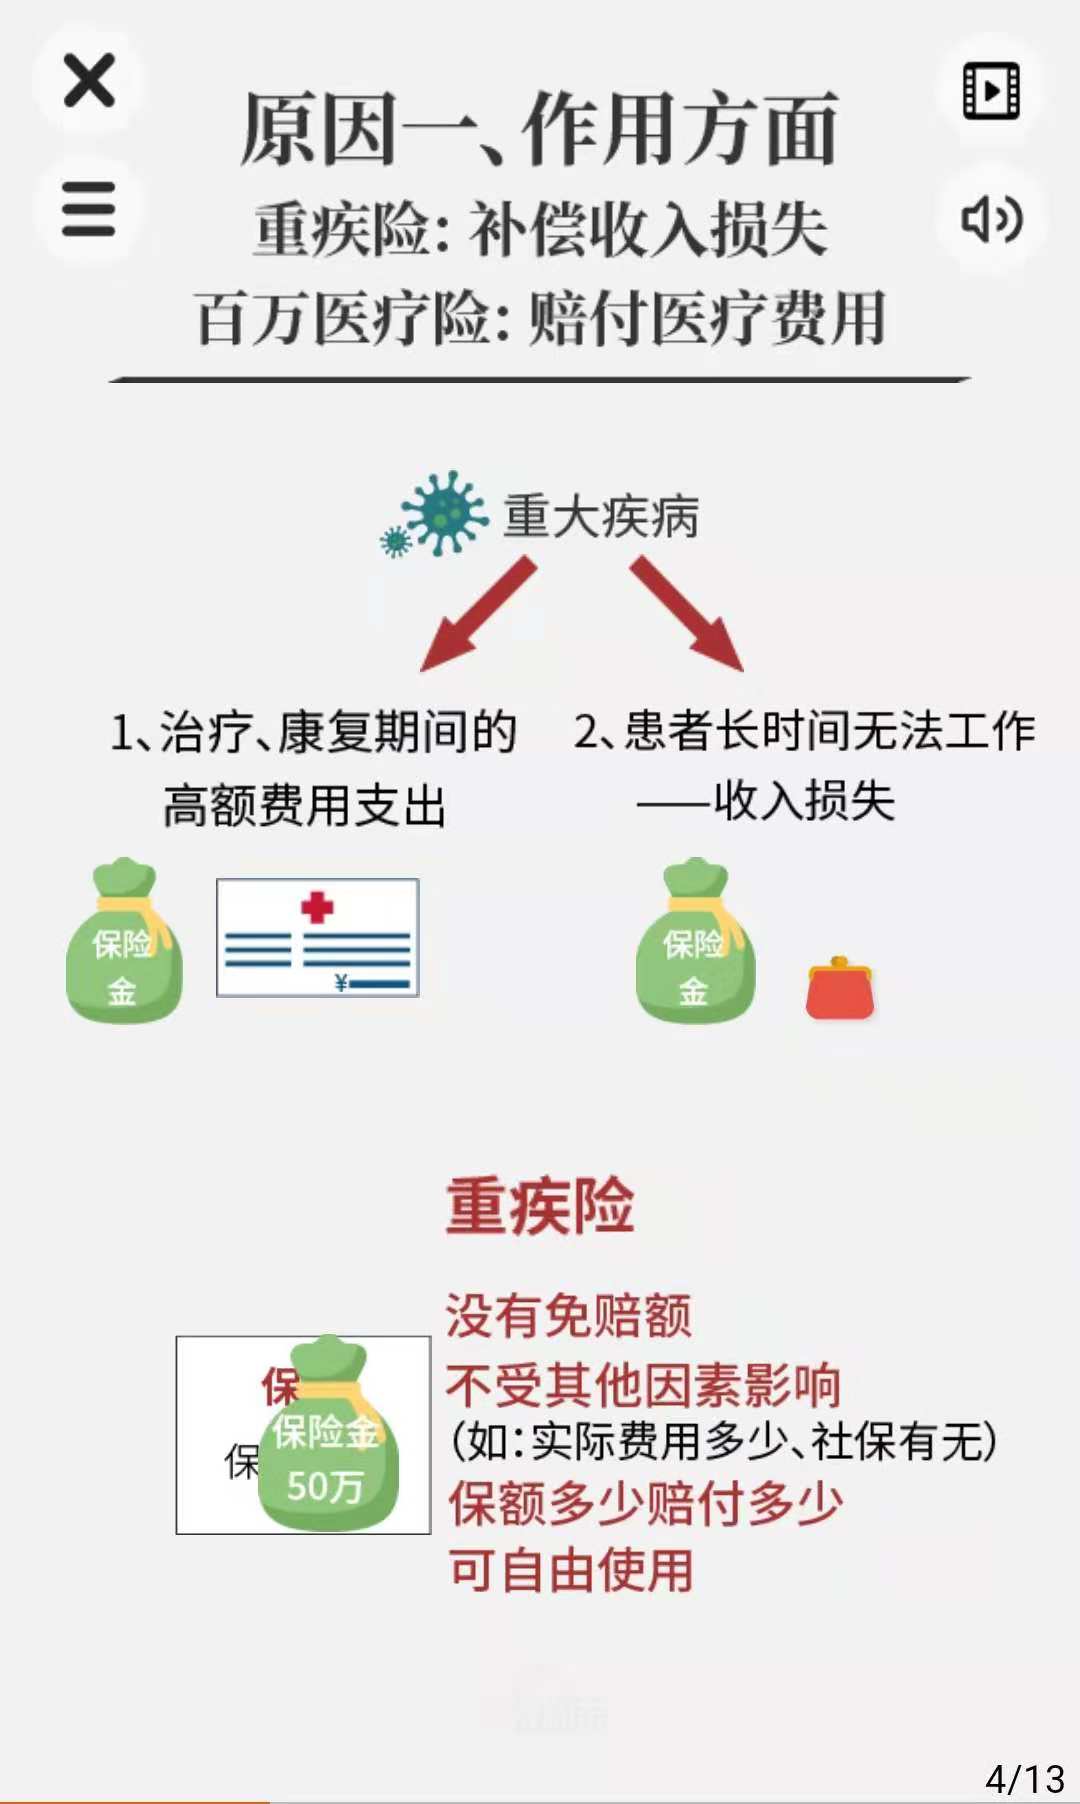 原因一、作用方面
重疾险：补偿收入损失
百万医疗险：赔付医疗费用
重大疾病
1、治疗、康复期间的
高额费用支出
2、患者长时间无法工作
——收入损失
保险
金
¥
保险
金
重疾险
没有免赔额
不受其他因素影响
（如：实际费用多少、社保有无）
保额多少赔付多少
可自由使用
保
保
保险金
50万
4/13